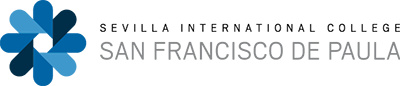 SEVILLA INTERNATIONAL COLLEGE
SAN FRANCISCO DE PAULA